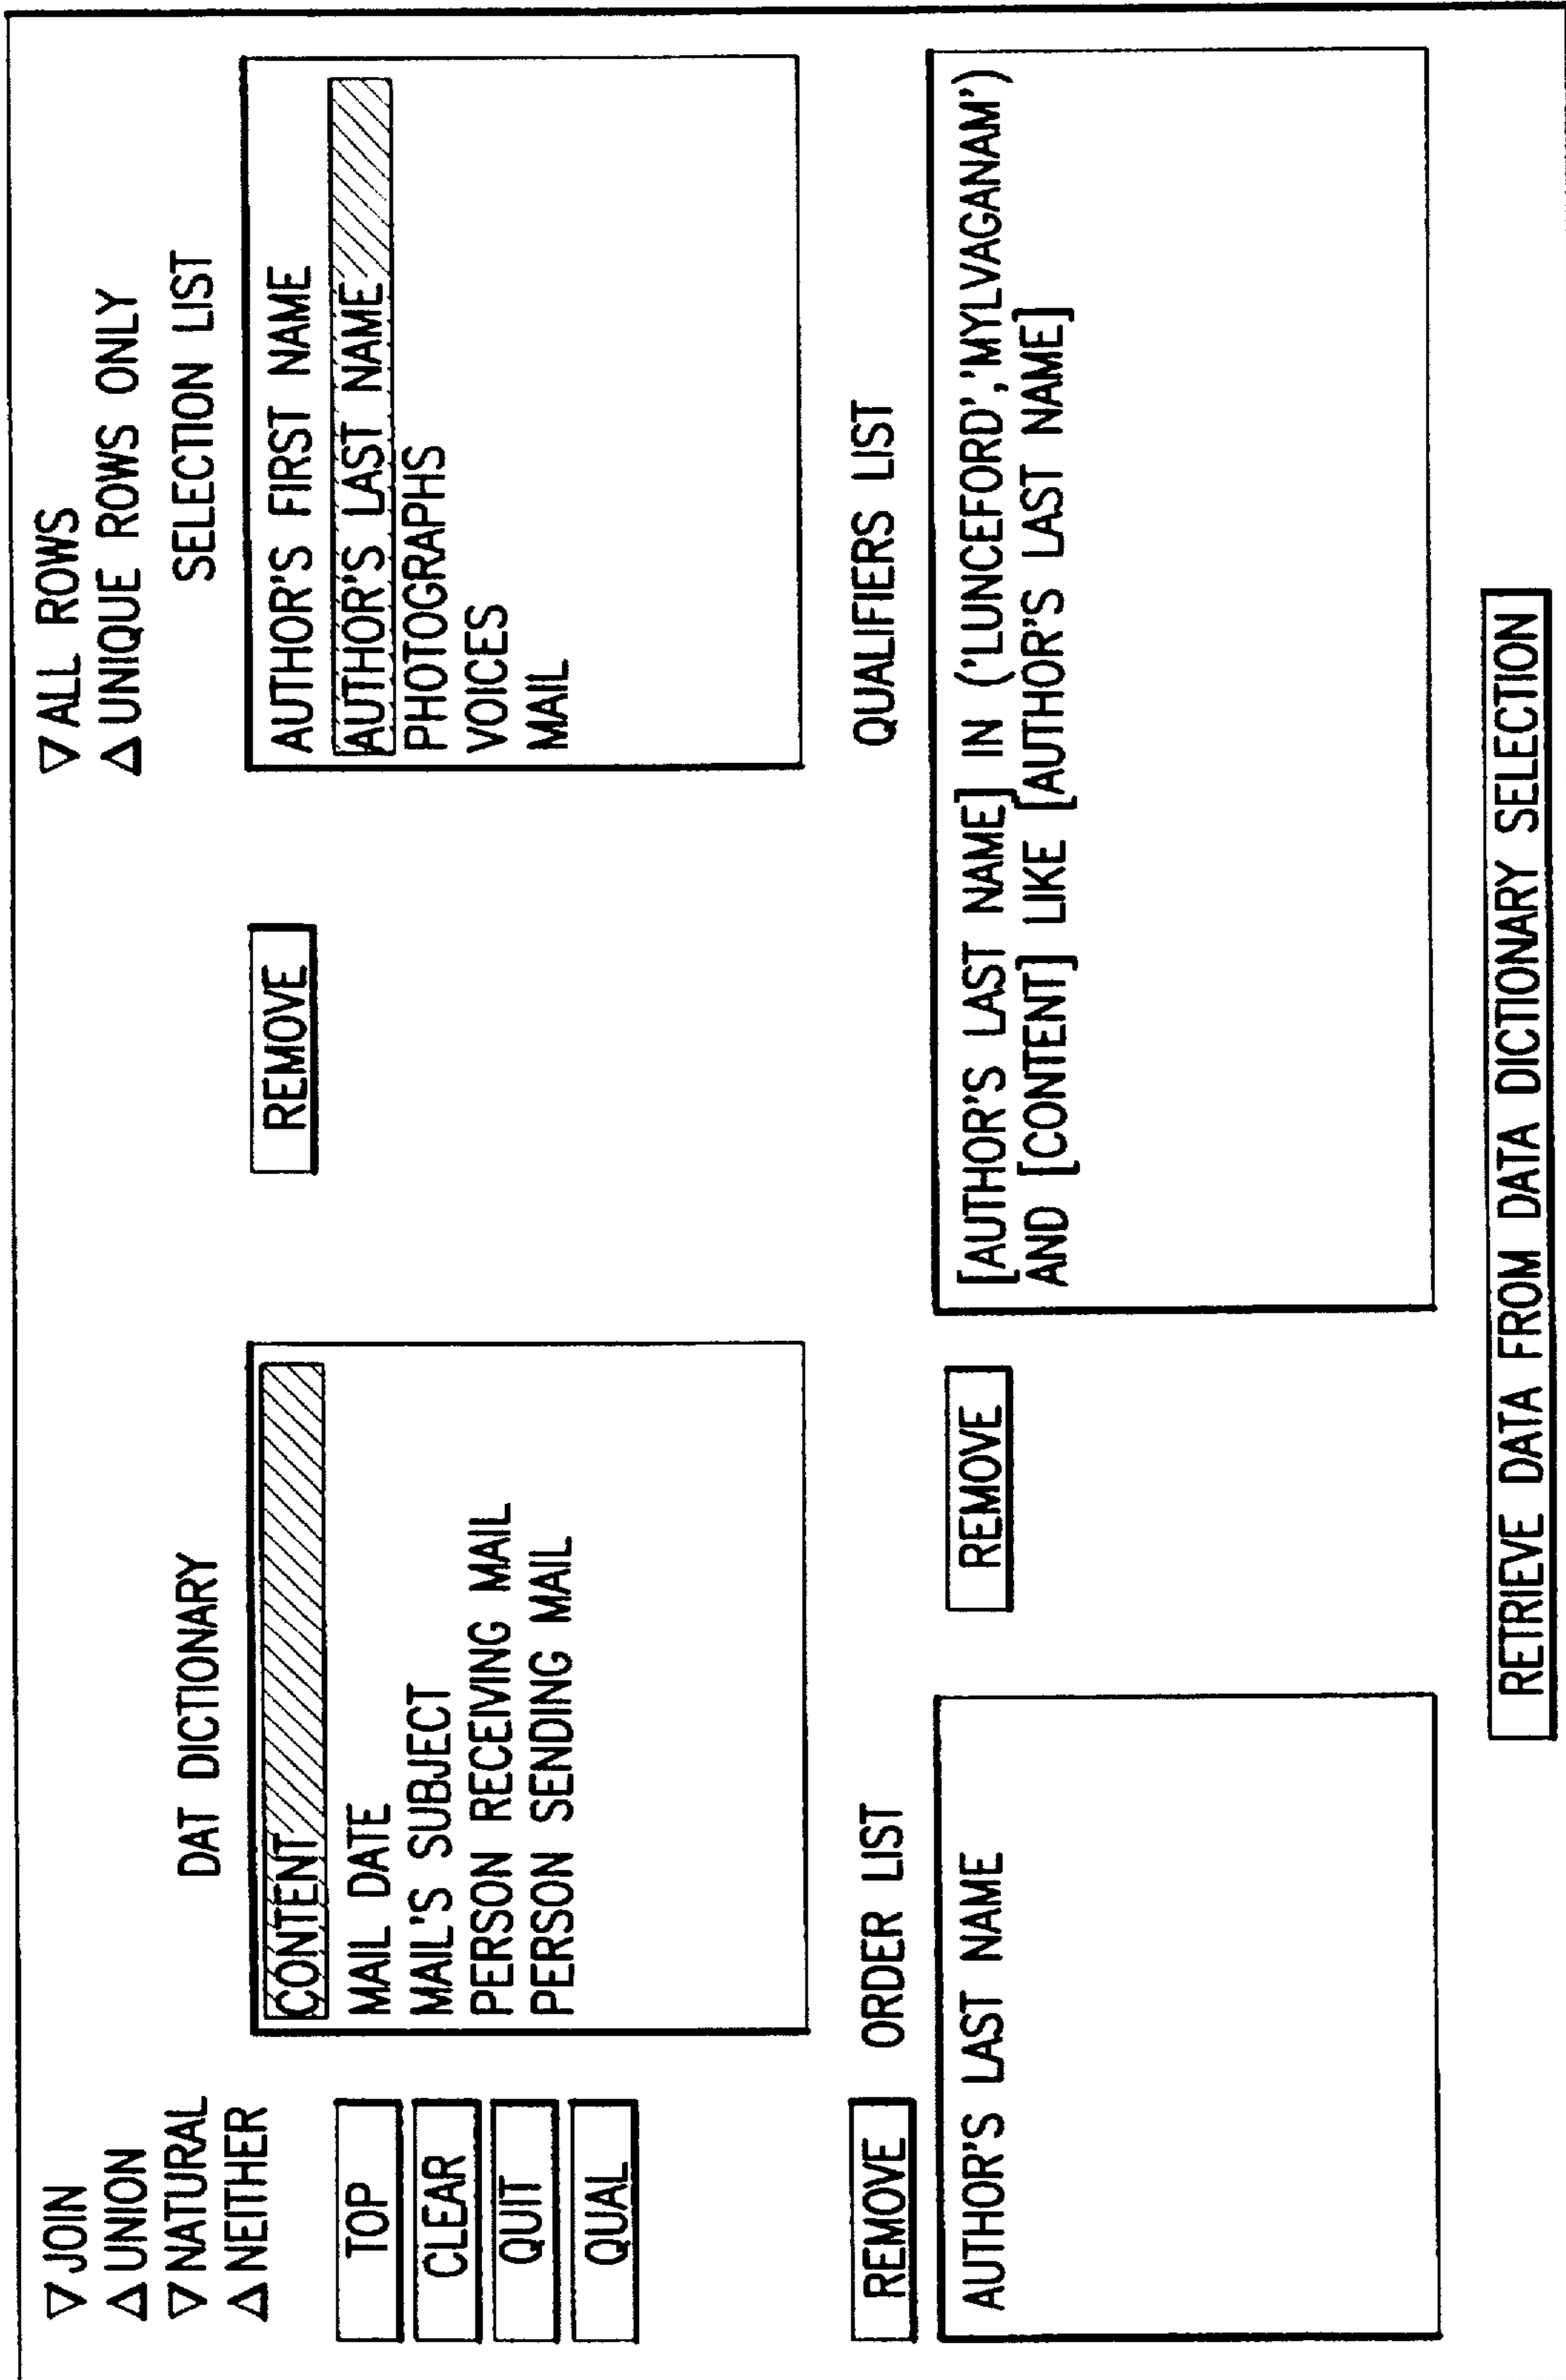 ▽ JOIN
△ UNION
▽ NATURAL
△ NEITHER
▽ ALL ROWS
△ UNIQUE ROWS ONLY
DAT DICTIONARY
SELECTION LIST
TOP
CLEAR
QUIT
QUAL
CONTENT
MAIL DATE
MAIL'S SUBJECT
PERSON RECEIVING MAIL
PERSON SENDING MAIL
REMOVE
AUTHOR'S FIRST NAME
AUTHOR'S LAST NAME
PHOTOGRAPHS
VOICES
MAIL
REMOVE
ORDER LIST
AUTHOR'S LAST NAME
REMOVE
QUALIFIERS LIST
[AUTHOR'S LAST NAME] IN ('LUNCEFORD','MYLVAGANAM')
AND [CONTENT] LIKE [AUTHOR'S LAST NAME]
RETRIEVE DATA FROM DATA DICTIONARY SELECTION